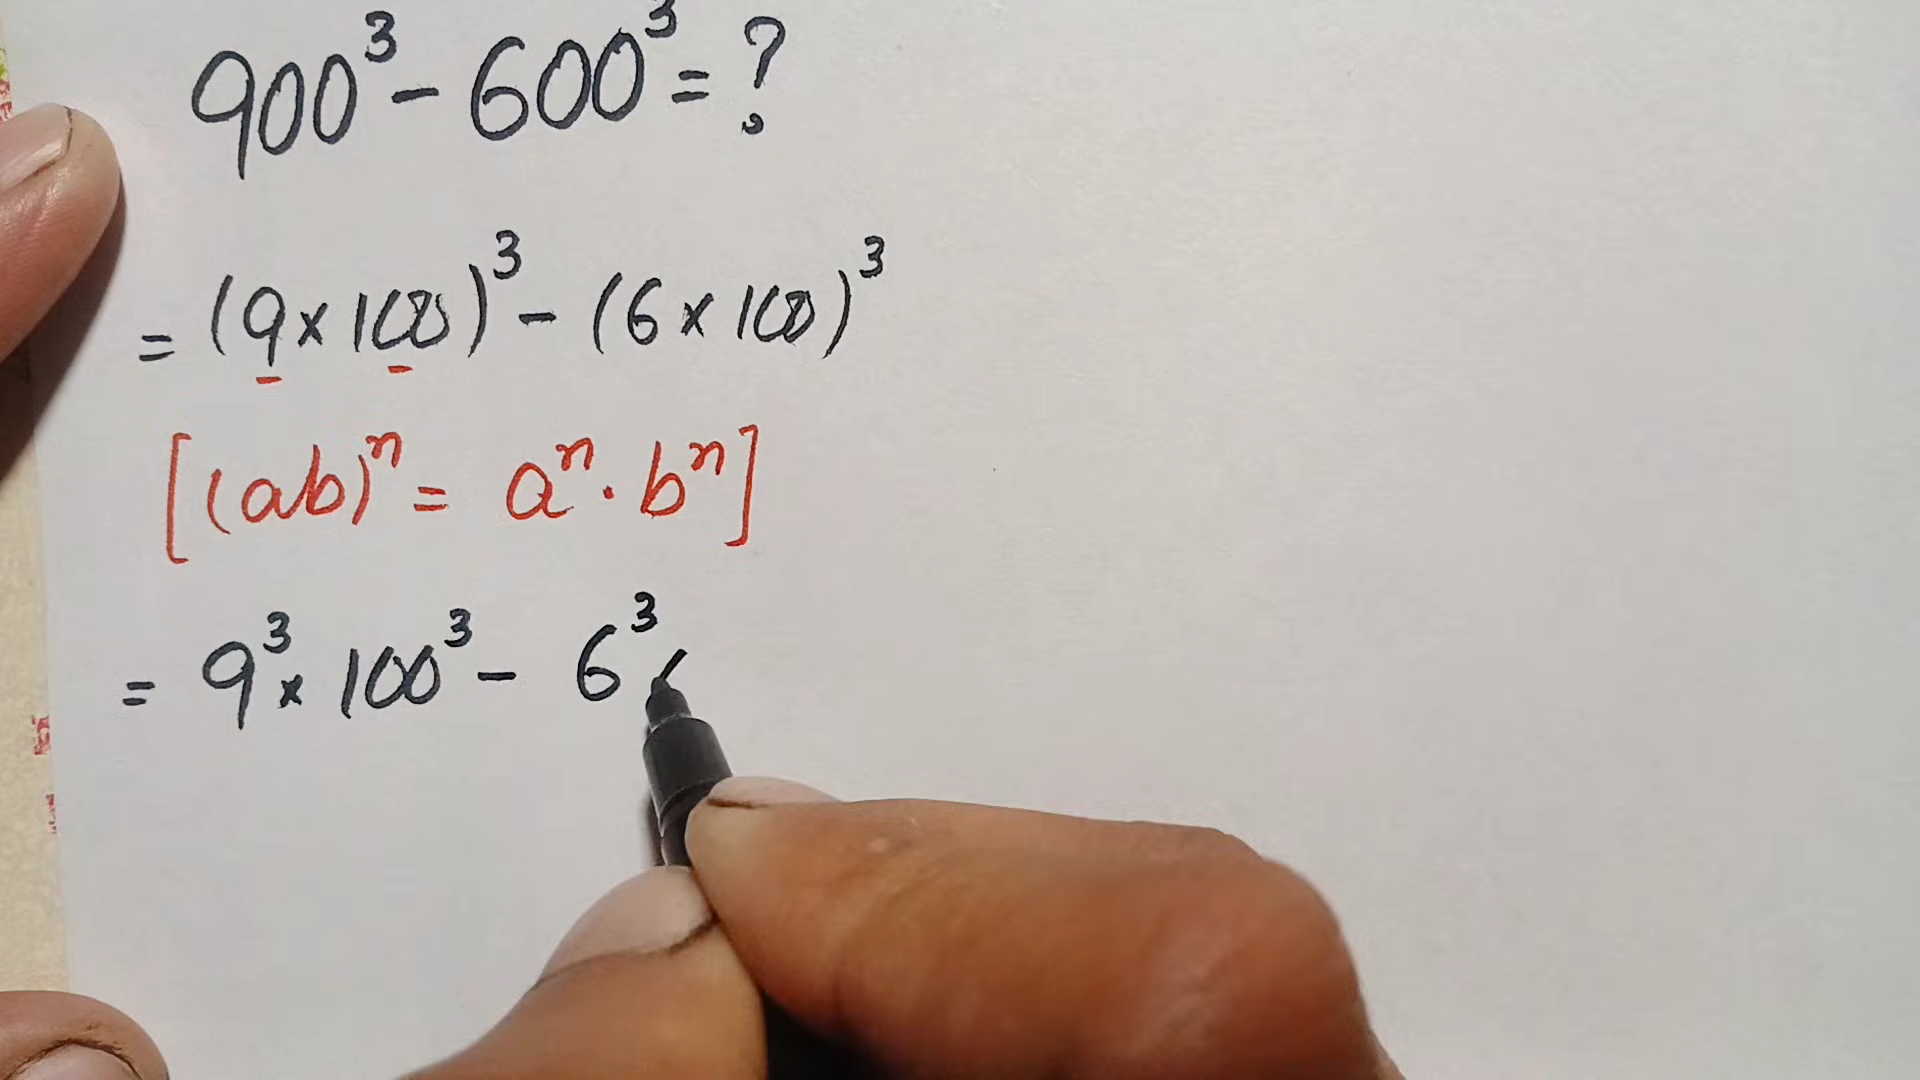 900³ - 600³ = ?
= (9 × 100)³ - (6 × 100)³
[(ab)ⁿ = aⁿ · bⁿ]
= 9³ × 100³ - 6³